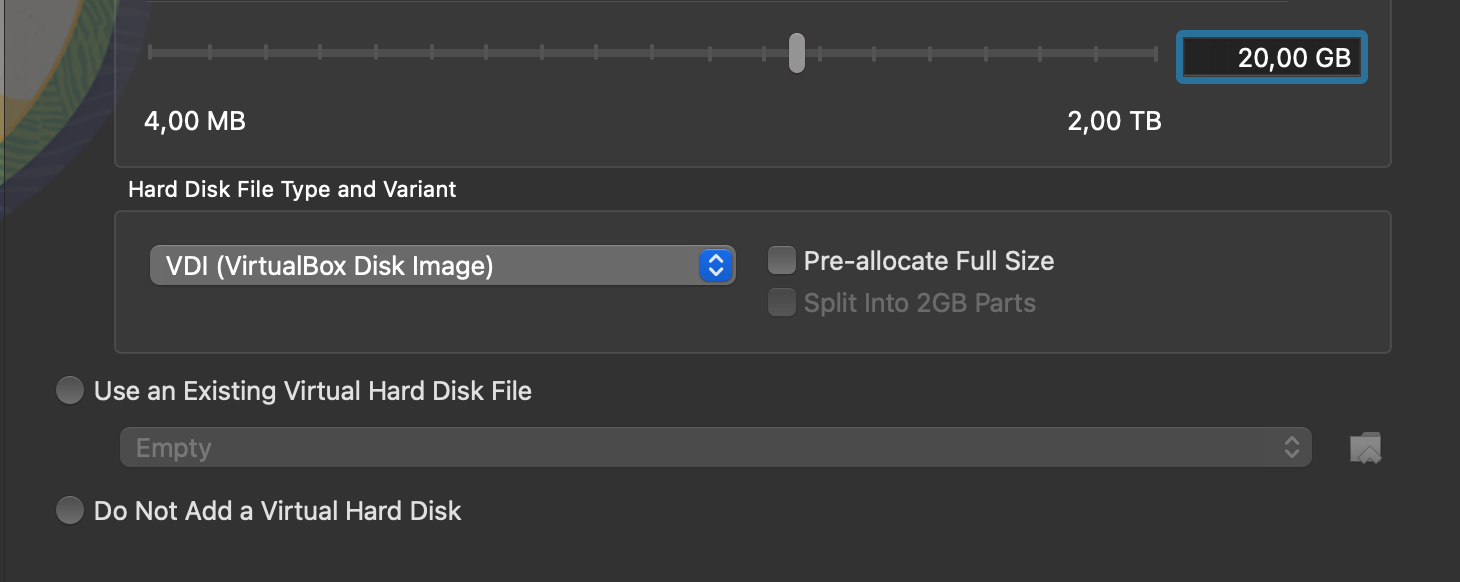 20,00 GB
4,00 MB 2,00 TB
Hard Disk File Type and Variant
VDI (VirtualBox Disk Image) Pre-allocate Full Size
Split Into 2GB Parts
Use an Existing Virtual Hard Disk File
Empty
Do Not Add a Virtual Hard Disk